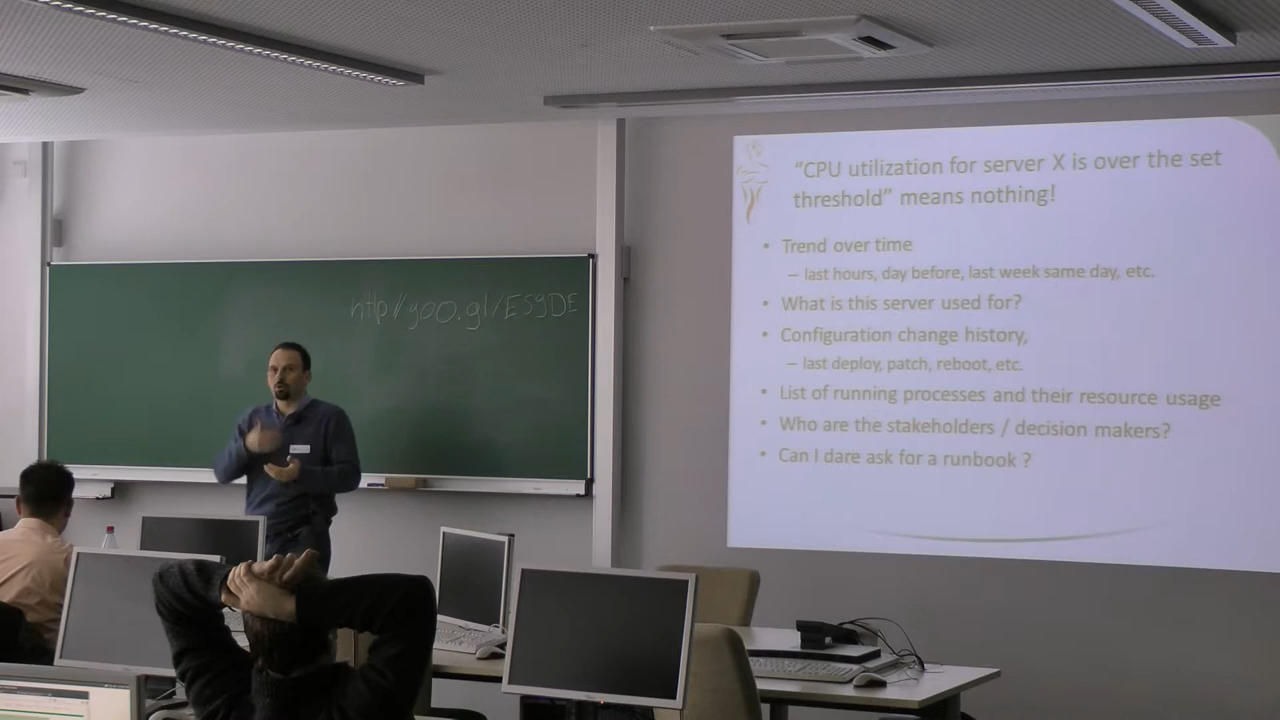 http//goo.gl/ES9DE
“CPU utilization for server X is over the set
threshold” means nothing!
• Trend over time
– last hours, day before, last week same day, etc.
• What is this server used for?
• Configuration change history,
– last deploy, patch, reboot, etc.
• List of running processes and their resource usage
• Who are the stakeholders / decision makers?
• Can I dare ask for a runbook ?